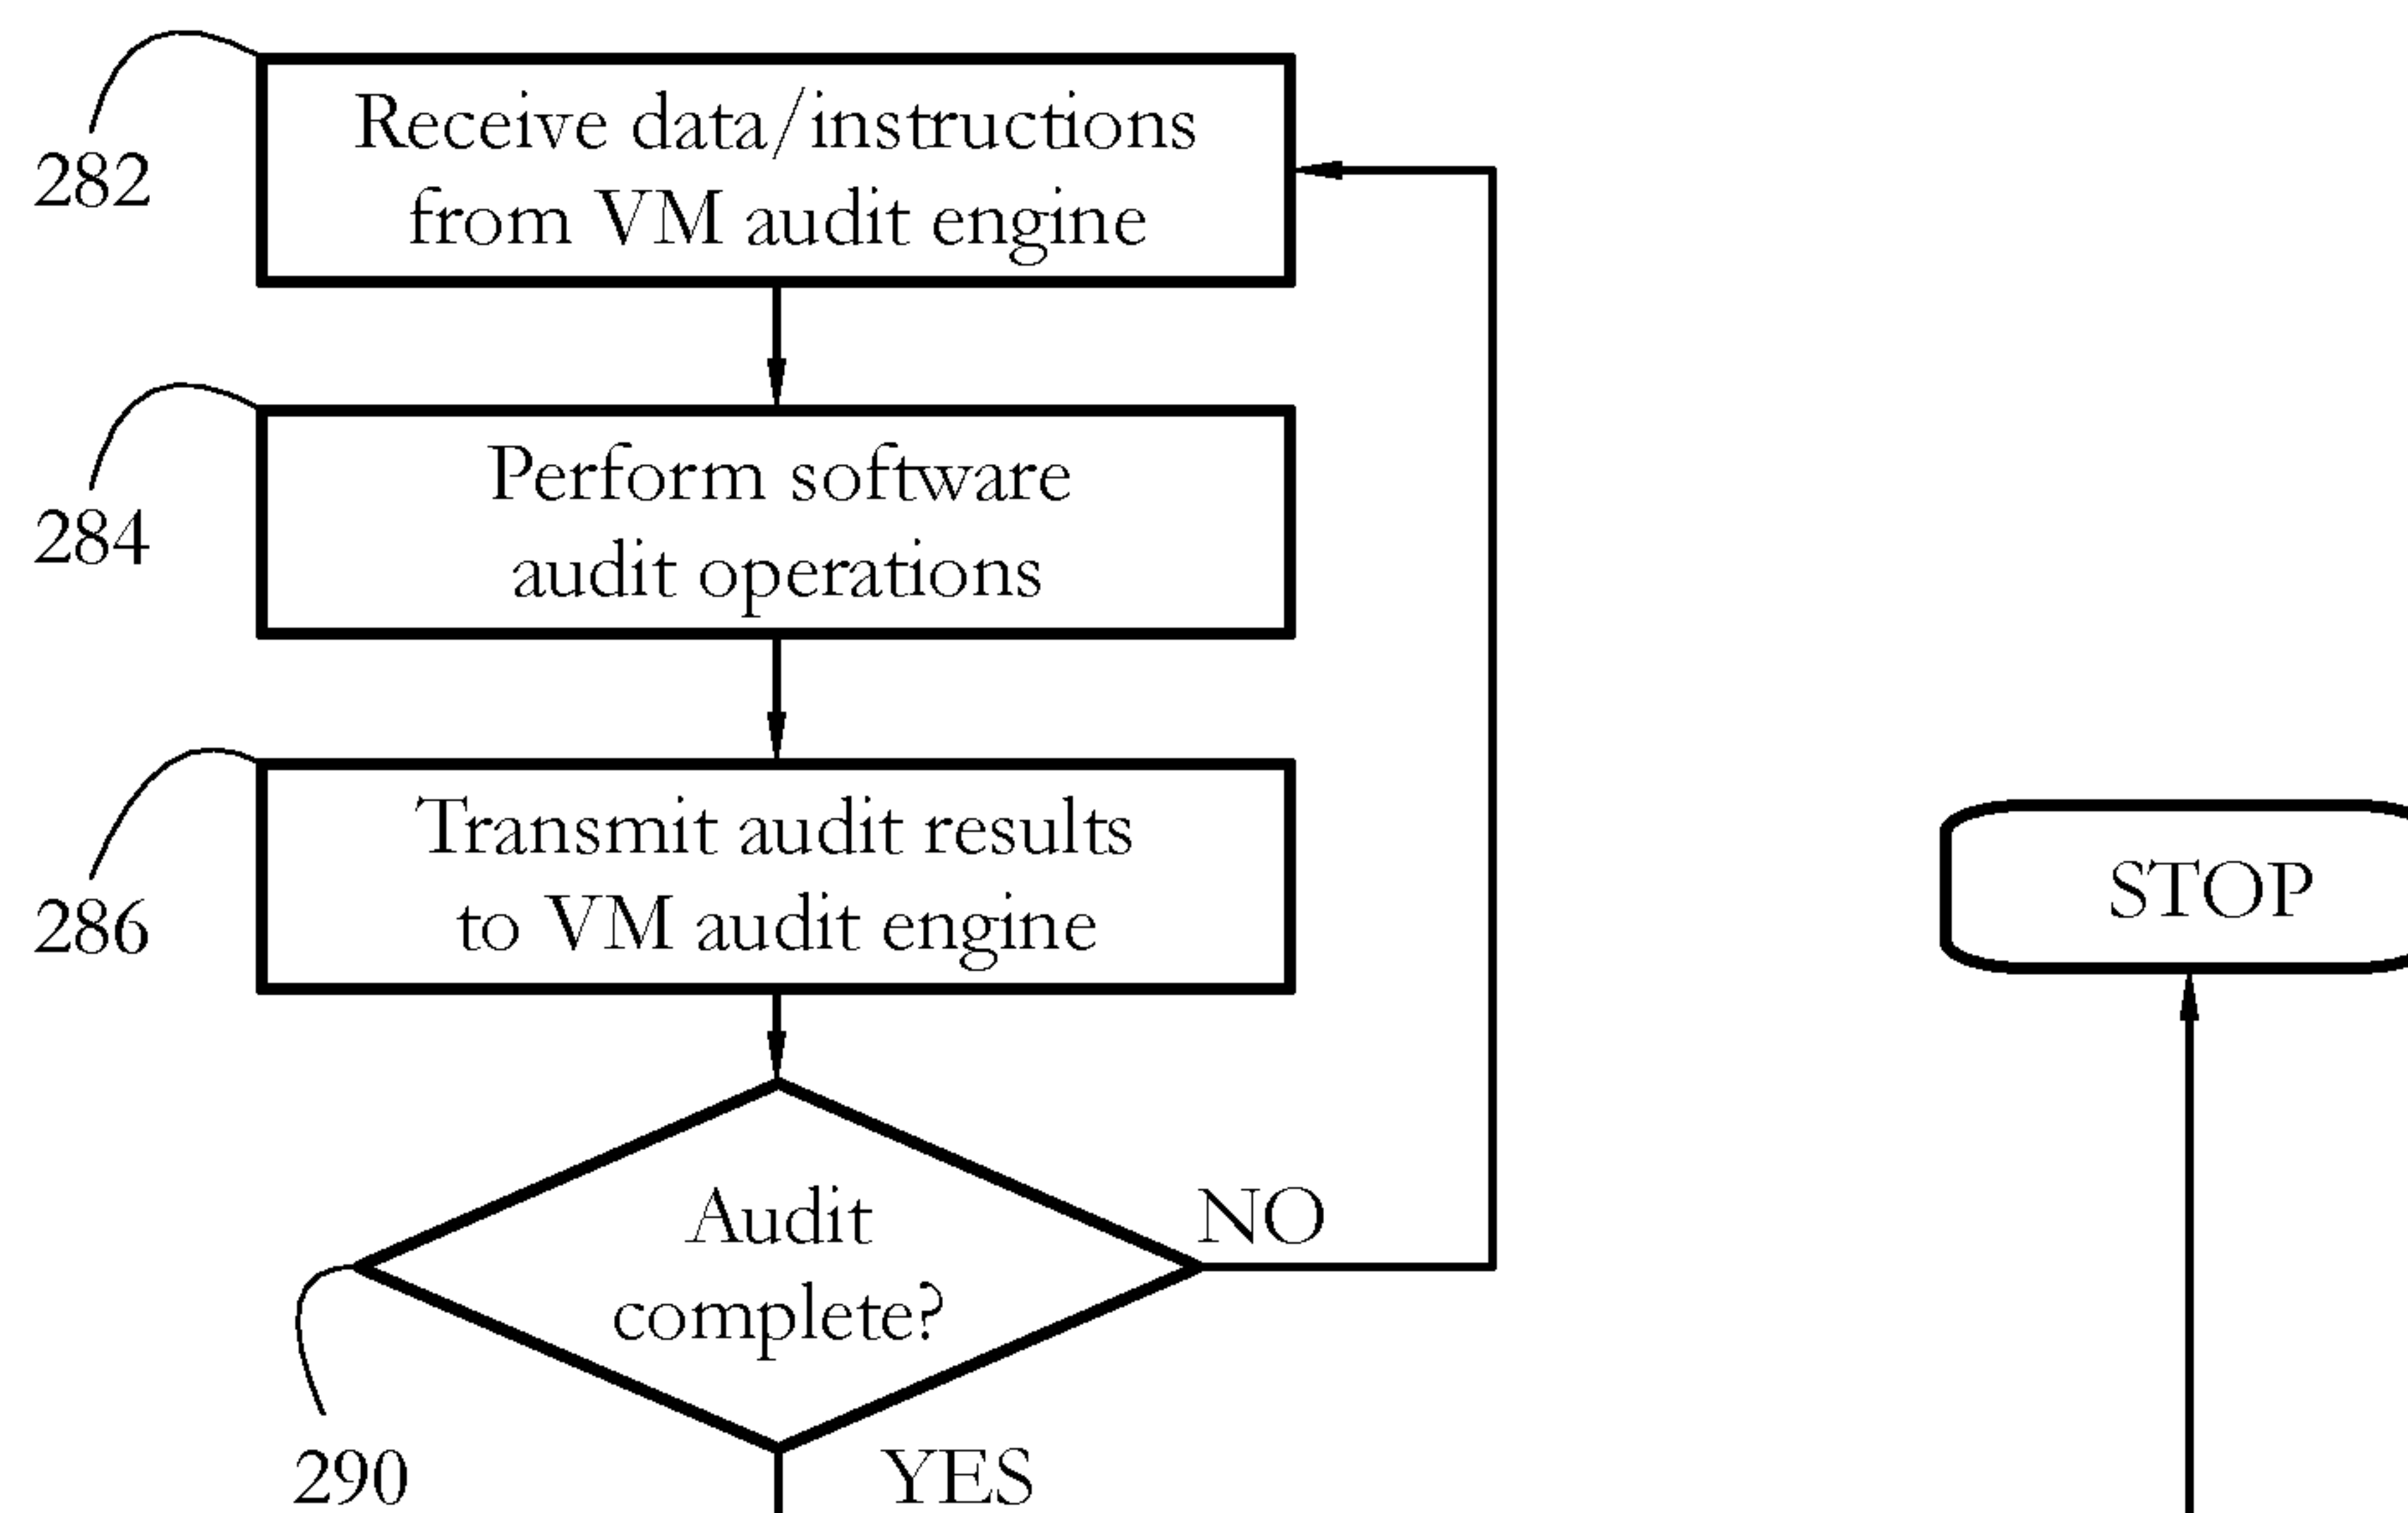 Receive data/instructions
from VM audit engine
282
Perform software
audit operations
284
Transmit audit results
to VM audit engine
286
STOP
Audit
complete?
NO
290
YES